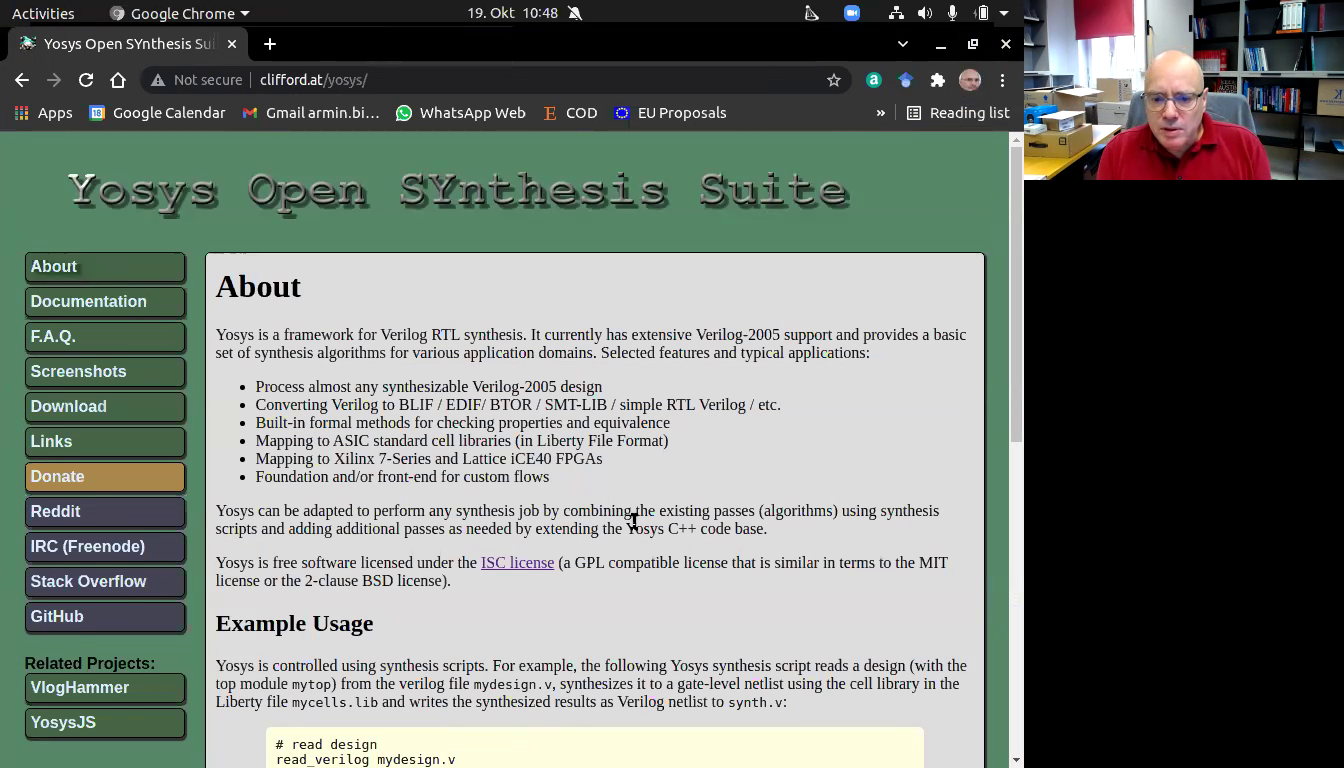 Activities
Google Chrome
19. Okt 10:48
Yosys Open SYnthesis Sui
Not secure
clifford.at/yosys/
Apps
Google Calendar
Gmail armin.bi...
WhatsApp Web
COD
EU Proposals
»
Reading list
Yosys Open SYnthesis Suite
About
Documentation
F.A.Q.
Screenshots
Download
Links
Donate
Reddit
IRC (Freenode)
Stack Overflow
GitHub
Related Projects:
VlogHammer
YosysJS
About
Yosys is a framework for Verilog RTL synthesis. It currently has extensive Verilog-2005 support and provides a basic
set of synthesis algorithms for various application domains. Selected features and typical applications:
• Process almost any synthesizable Verilog-2005 design
• Converting Verilog to BLIF / EDIF/ BTOR / SMT-LIB / simple RTL Verilog / etc.
• Built-in formal methods for checking properties and equivalence
• Mapping to ASIC standard cell libraries (in Liberty File Format)
• Mapping to Xilinx 7-Series and Lattice iCE40 FPGAs
• Foundation and/or front-end for custom flows
Yosys can be adapted to perform any synthesis job by combining the existing passes (algorithms) using synthesis
scripts and adding additional passes as needed by extending the Yosys C++ code base.
Yosys is free software licensed under the ISC license (a GPL compatible license that is similar in terms to the MIT
license or the 2-clause BSD license).
Example Usage
Yosys is controlled using synthesis scripts. For example, the following Yosys synthesis script reads a design (with the
top module mytop) from the verilog file mydesign.v, synthesizes it to a gate-level netlist using the cell library in the
Liberty file mycells.lib and writes the synthesized results as Verilog netlist to synth.v:
# read design
read_verilog mydesign.v